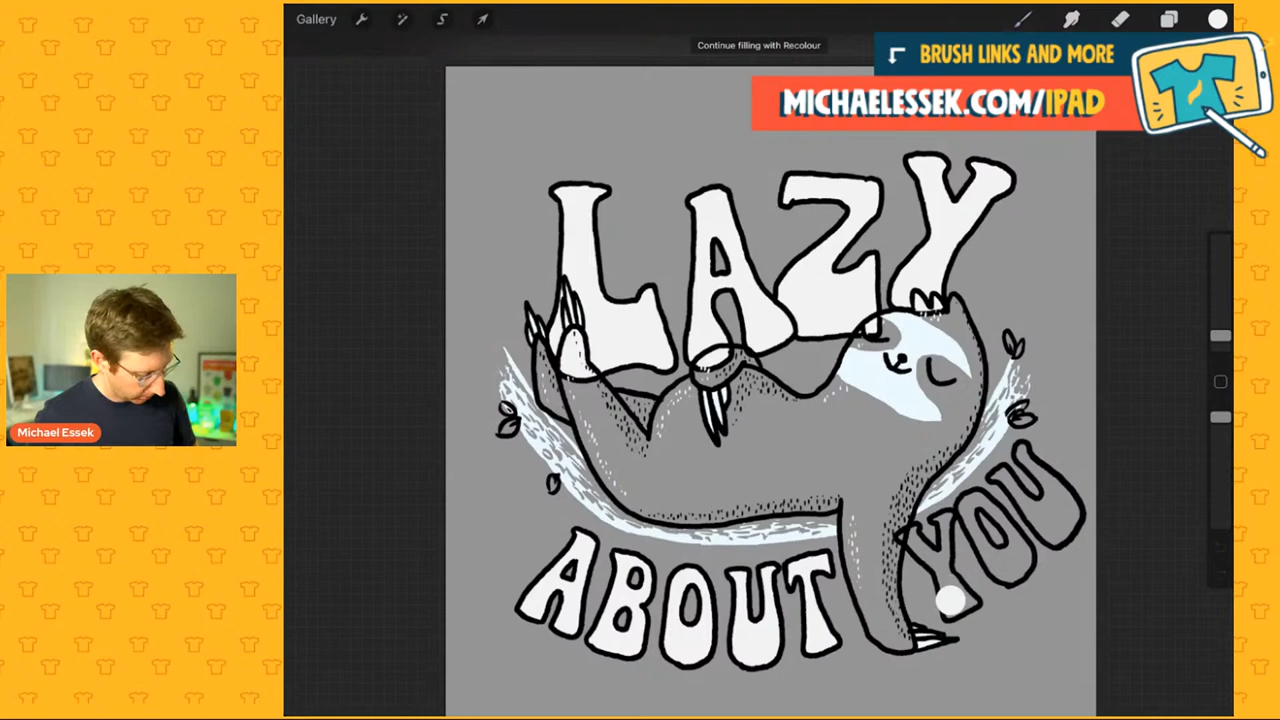 Gallery
Continue filling with Recolour
BRUSH LINKS AND MORE
MICHAELESSEK.COM/IPAD
LAZY
ABOUT YOU
Michael Essek